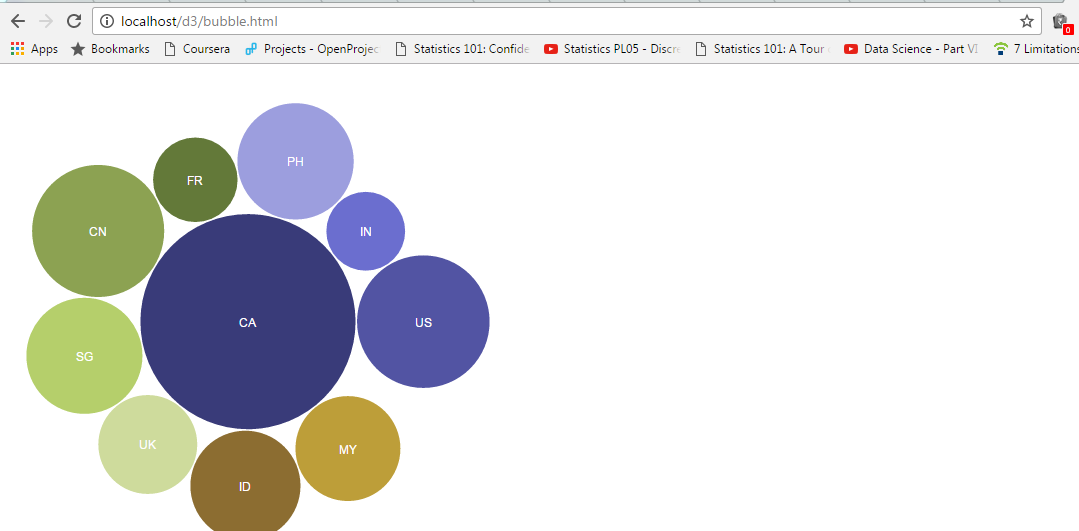 localhost/d3/bubble.html
0
Apps Bookmarks Coursera Projects - OpenProjec Statistics 101: Confide Statistics PL05 - Discre Statistics 101: A Tour Data Science - Part VI 7 Limitations
PH
FR
CN
IN
CA
US
SG
UK
MY
ID